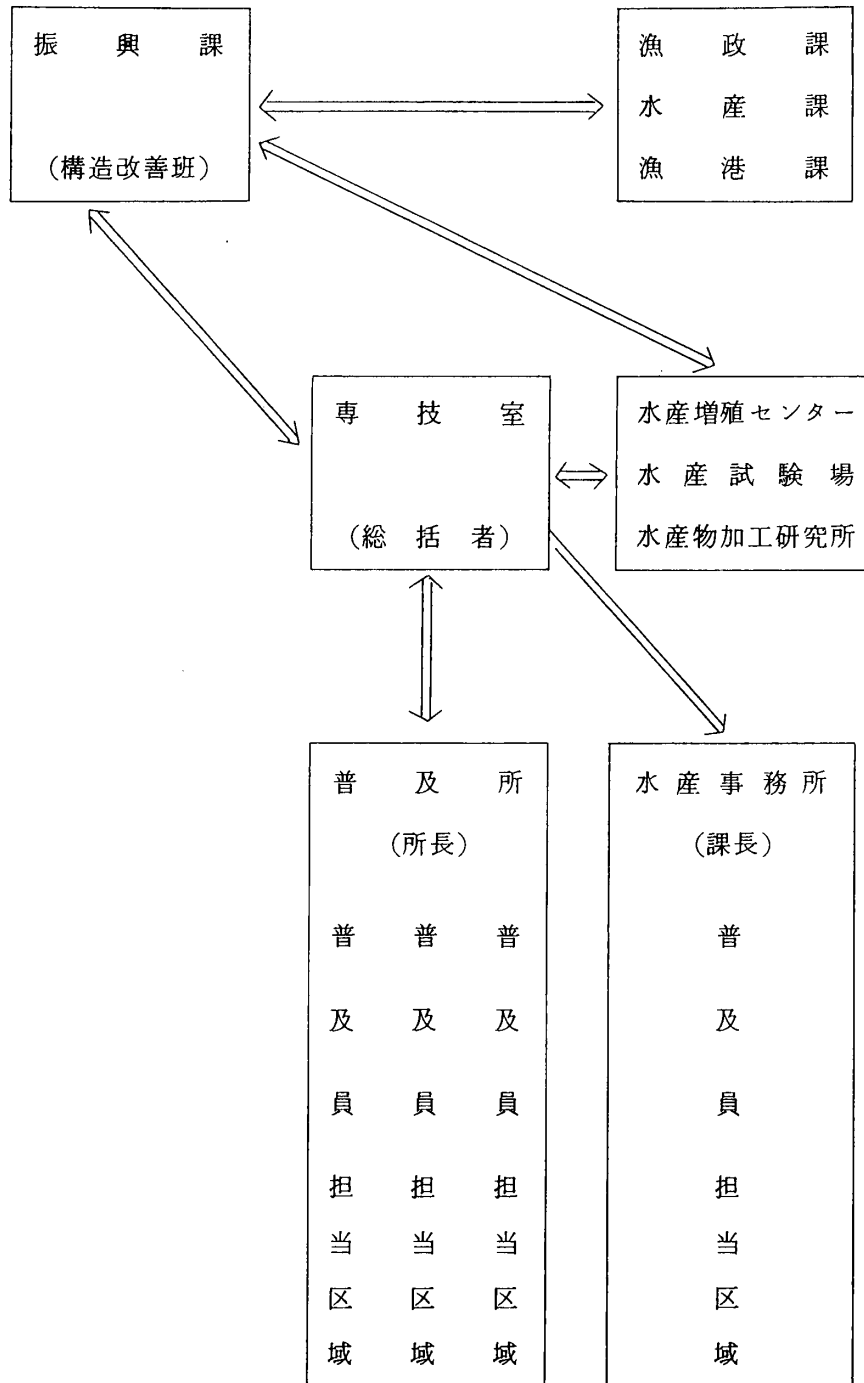 振興課
(構造改善班)
漁政課
水産課
漁港課
専技室
(総括者)
水産増殖センター
水産試験場
水産物加工研究所
普及所
(所長)
普及員担当区域
普及員担当区域
普及員担当区域
水産事務所
(課長)
普及員担当区域